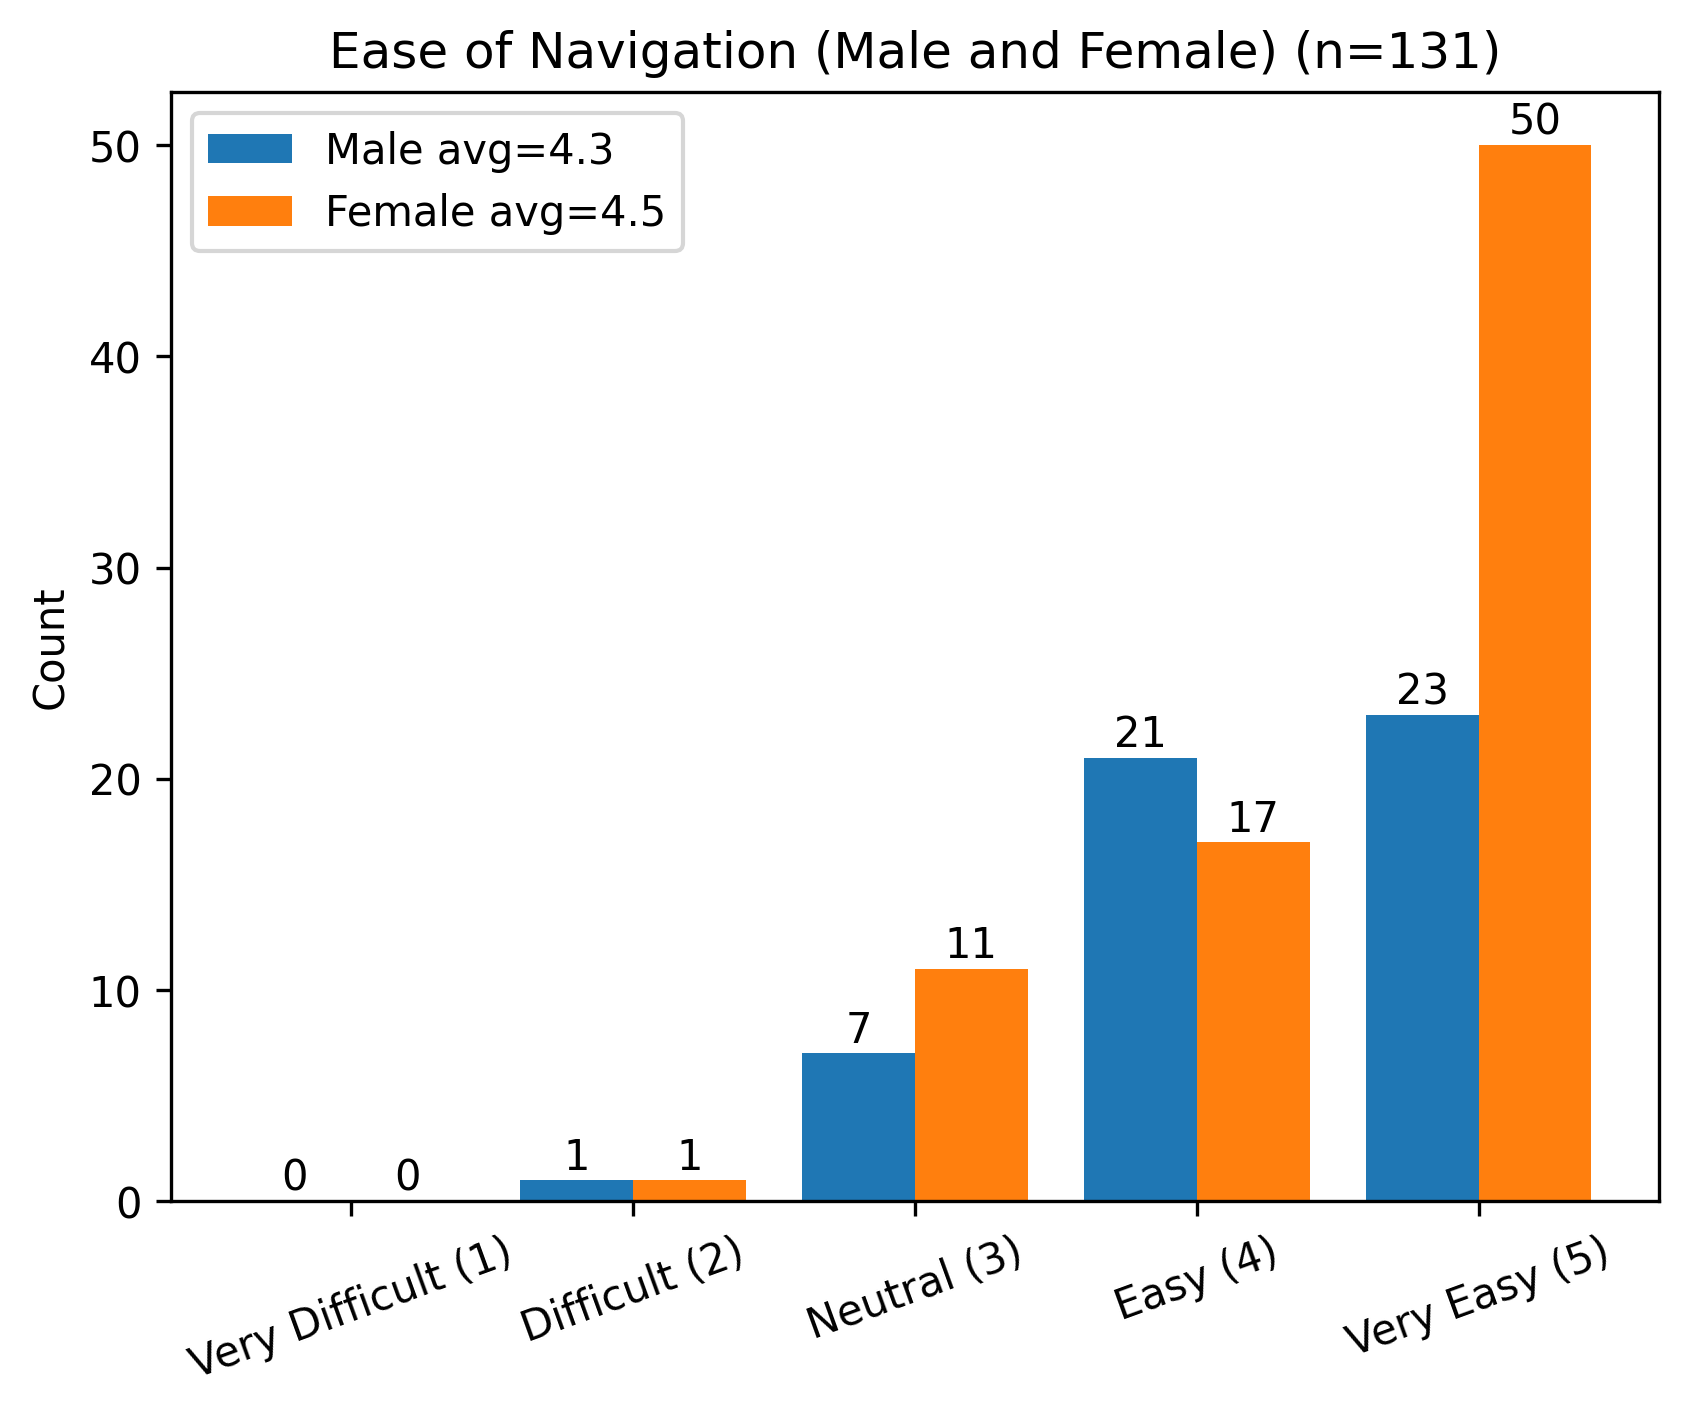 Ease of Navigation (Male and Female) (n=131)
Male avg=4.3
Female avg=4.5
Count
50
40
30
20
10
0
0
0
1
1
7
11
21
17
23
50
Very Difficult (1)
Difficult (2)
Neutral (3)
Easy (4)
Very Easy (5)